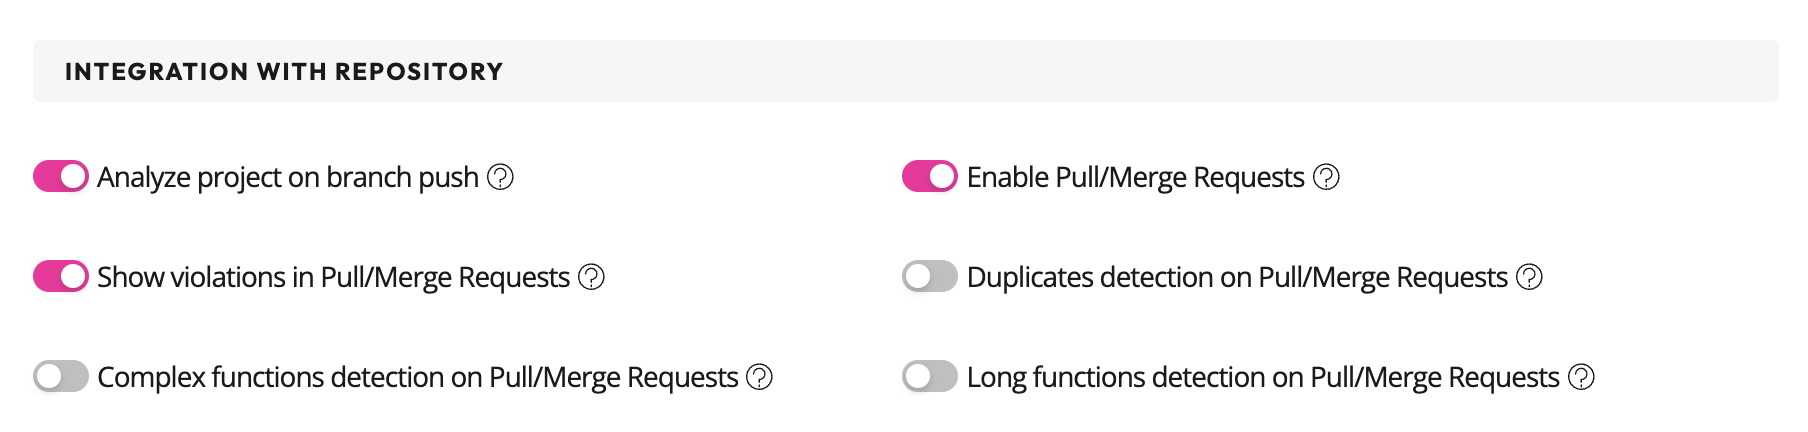 INTEGRATION WITH REPOSITORY
Analyze project on branch push ?
Enable Pull/Merge Requests ?
Show violations in Pull/Merge Requests ?
Duplicates detection on Pull/Merge Requests ?
Complex functions detection on Pull/Merge Requests ?
Long functions detection on Pull/Merge Requests ?